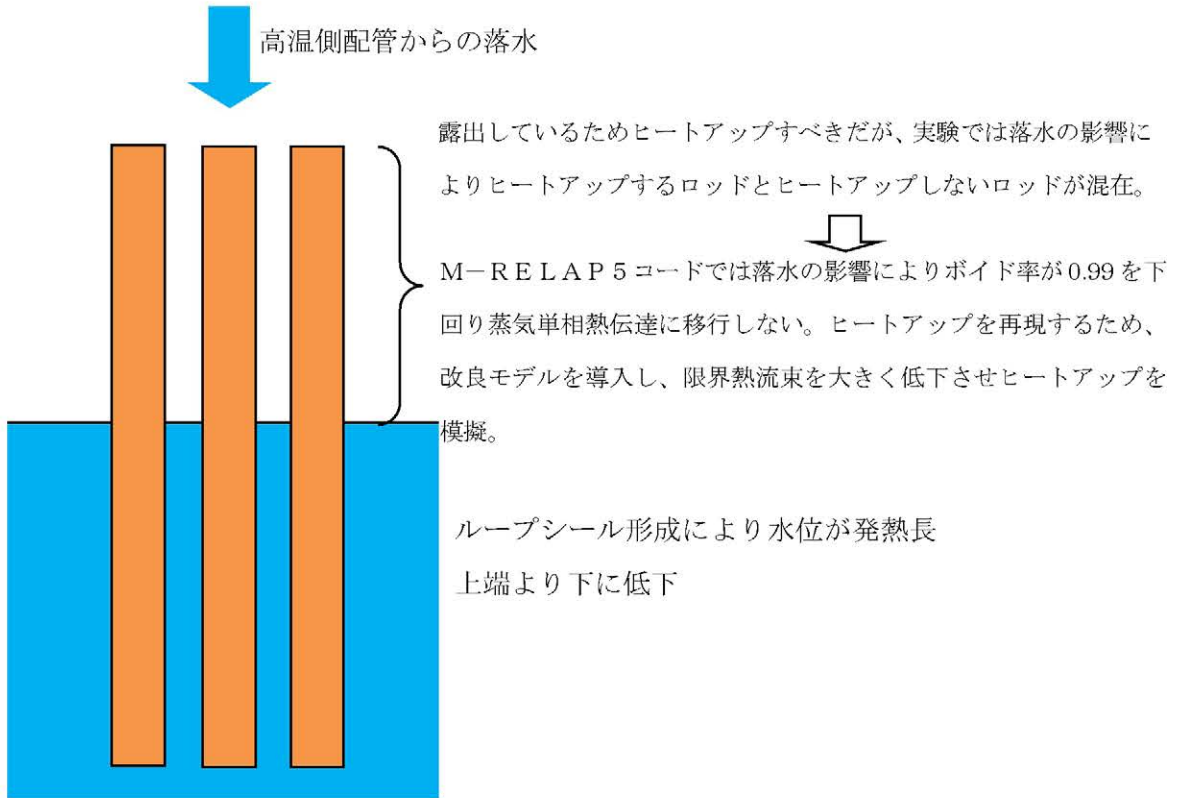 高温側配管からの落水
露出しているためヒートアップすべきだが、実験では落水の影響に
よりヒートアップするロッドとヒートアップしないロッドが混在。
M-RELAP5コードでは落水の影響によりボイド率が0.99を下
回り蒸気単相熱伝達に移行しない。ヒートアップを再現するため、
改良モデルを導入し、限界熱流束を大きく低下させヒートアップを
模擬。
ループシール形成により水位が発熱長
上端より下に低下